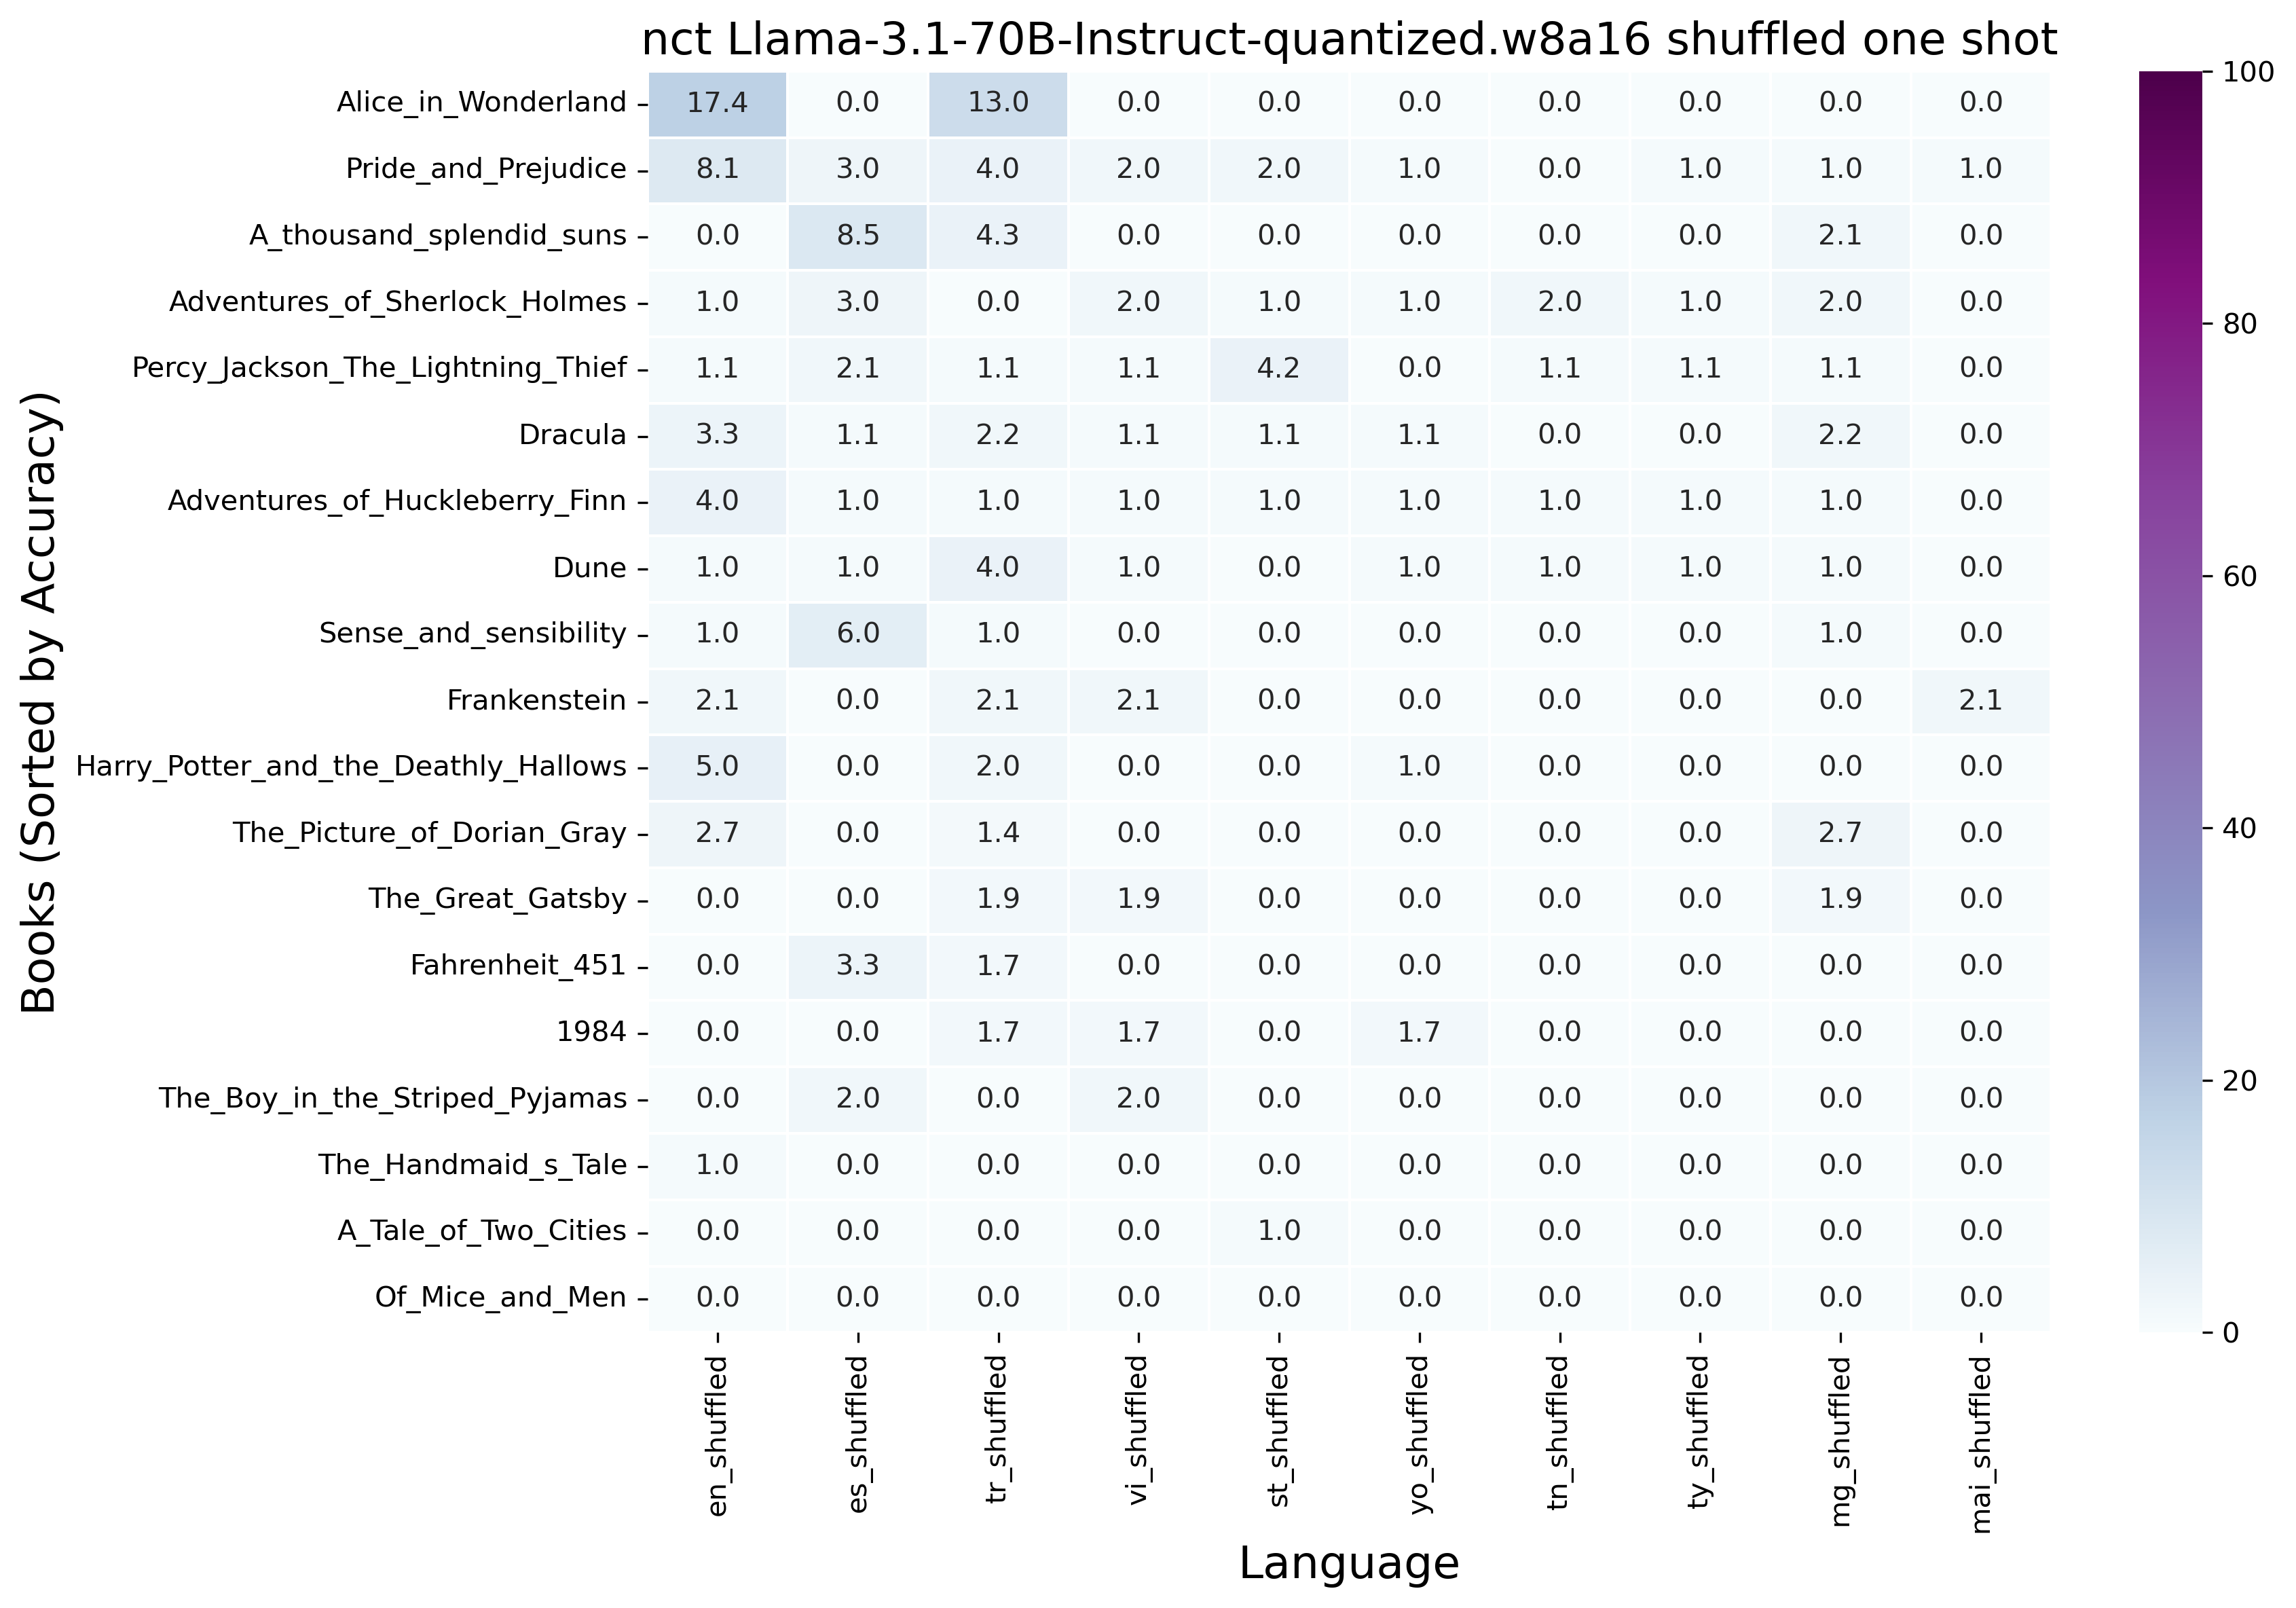 nct Llama-3.1-70B-Instruct-quantized.w8a16 shuffled one shot
Books (Sorted by Accuracy)
Alice_in_Wonderland 17.4 0.0 13.0 0.0 0.0 0.0 0.0 0.0 0.0 0.0
Pride_and_Prejudice 8.1 3.0 4.0 2.0 2.0 1.0 0.0 1.0 1.0 1.0
A_thousand_splendid_suns 0.0 8.5 4.3 0.0 0.0 0.0 0.0 0.0 2.1 0.0
Adventures_of_Sherlock_Holmes 1.0 3.0 0.0 2.0 1.0 1.0 2.0 1.0 2.0 0.0
Percy_Jackson_The_Lightning_Thief 1.1 2.1 1.1 1.1 4.2 0.0 1.1 1.1 1.1 0.0
Dracula 3.3 1.1 2.2 1.1 1.1 1.1 0.0 0.0 2.2 0.0
Adventures_of_Huckleberry_Finn 4.0 1.0 1.0 1.0 1.0 1.0 1.0 1.0 1.0 0.0
Dune 1.0 1.0 4.0 1.0 0.0 1.0 1.0 1.0 1.0 0.0
Sense_and_sensibility 1.0 6.0 1.0 0.0 0.0 0.0 0.0 0.0 1.0 0.0
Frankenstein 2.1 0.0 2.1 2.1 0.0 0.0 0.0 0.0 0.0 2.1
Harry_Potter_and_the_Deathly_Hallows 5.0 0.0 2.0 0.0 0.0 1.0 0.0 0.0 0.0 0.0
The_Picture_of_Dorian_Gray 2.7 0.0 1.4 0.0 0.0 0.0 0.0 0.0 2.7 0.0
The_Great_Gatsby 0.0 0.0 1.9 1.9 0.0 0.0 0.0 0.0 1.9 0.0
Fahrenheit_451 0.0 3.3 1.7 0.0 0.0 0.0 0.0 0.0 0.0 0.0
1984 0.0 0.0 1.7 1.7 0.0 1.7 0.0 0.0 0.0 0.0
The_Boy_in_the_Striped_Pyjamas 0.0 2.0 0.0 2.0 0.0 0.0 0.0 0.0 0.0 0.0
The_Handmaid_s_Tale 1.0 0.0 0.0 0.0 0.0 0.0 0.0 0.0 0.0 0.0
A_Tale_of_Two_Cities 0.0 0.0 0.0 0.0 1.0 0.0 0.0 0.0 0.0 0.0
Of_Mice_and_Men 0.0 0.0 0.0 0.0 0.0 0.0 0.0 0.0 0.0 0.0
en_shuffled es_shuffled tr_shuffled vi_shuffled st_shuffled yo_shuffled tn_shuffled ty_shuffled mg_shuffled mai_shuffled
Language
100
80
60
40
20
0